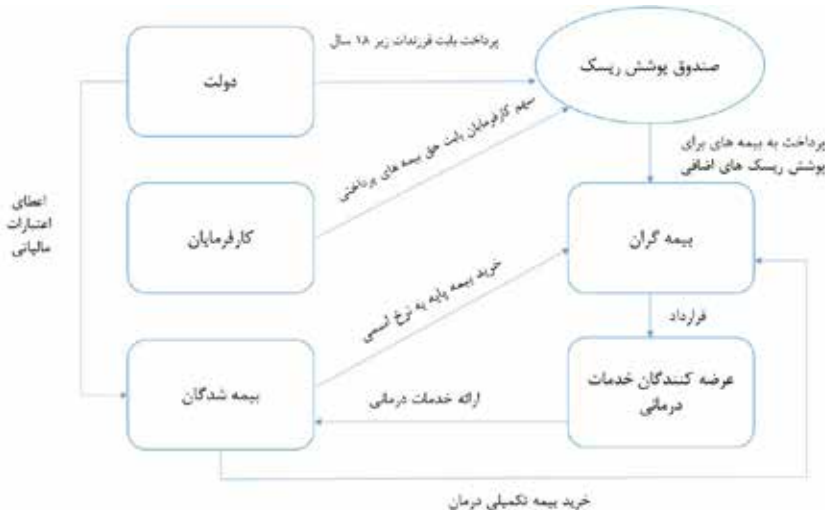 پرداخت بابت فرزندان زیر ۱۸ سال
صندوق پوشش ریسک
دولت
سهم کارفرمایان بابت حق بیمه های پرداختی
پرداخت به بیمه های برای
پوشش ریسک های اضافی
اعطای
اعتبارات
مالیاتی
کارفرمایان
بیمه گران
خرید بیمه پایه به نرخ اسمی
قرارداد
بیمه شدگان
ارائه خدمات درمانی
عرضه کنندگان خدمات
درمانی
خرید بیمه تکمیلی درمان